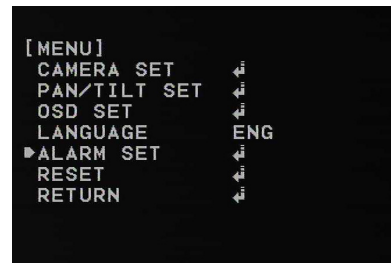 [MENU]
CAMERA SET ↲
PAN/TILT SET ↲
OSD SET ↲
LANGUAGE ENG
▶ALARM SET ↲
RESET ↲
RETURN ↲